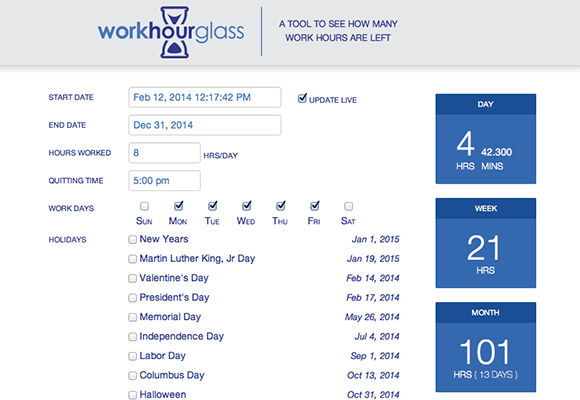 workhourglass
A TOOL TO SEE HOW MANY
WORK HOURS ARE LEFT
START DATE Feb 12, 2014 12:17:42 PM UPDATE LIVE
END DATE Dec 31, 2014
HOURS WORKED 8 HRS/DAY
QUITTING TIME 5:00 pm
WORK DAYS
SUN MON TUE WED THU FRI SAT
HOLIDAYS
New Years Jan 1, 2015
Martin Luther King, Jr Day Jan 19, 2015
Valentine's Day Feb 14, 2014
President's Day Feb 17, 2014
Memorial Day May 26, 2014
Independence Day Jul 4, 2014
Labor Day Sep 1, 2014
Columbus Day Oct 13, 2014
Halloween Oct 31, 2014
DAY
4 42.300
HRS MINS
WEEK
21
HRS
MONTH
101
HRS ( 13 DAYS )